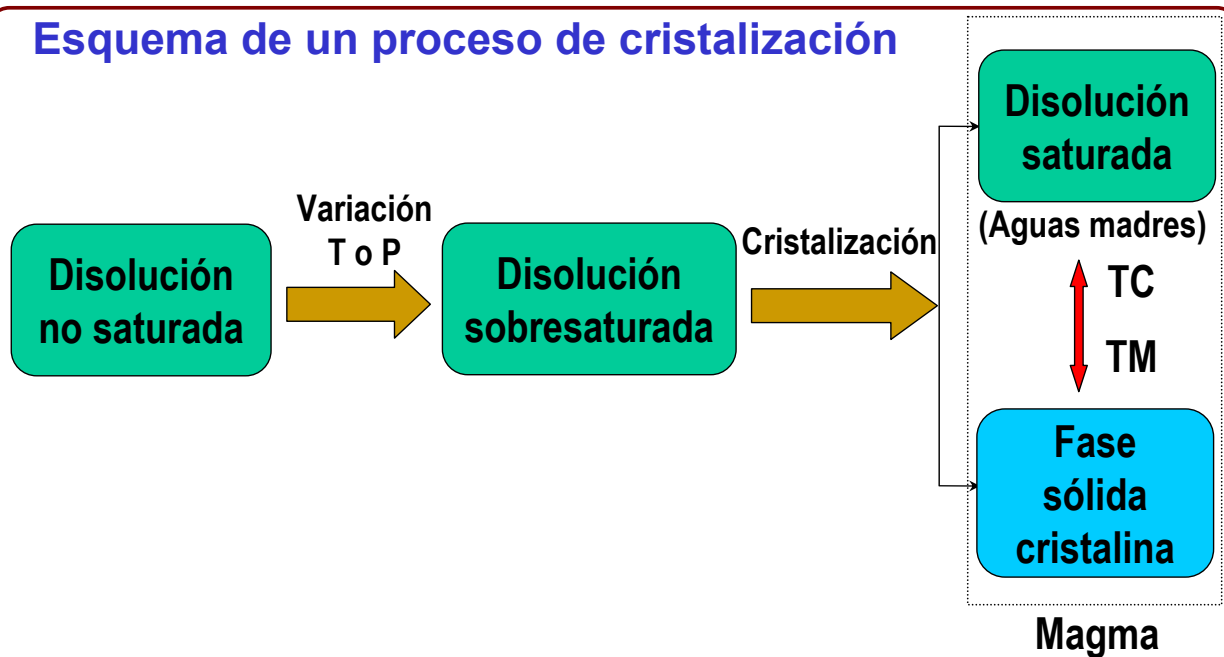 Esquema de un proceso de cristalización
Disolución
no saturada
Variación
T o P
Disolución
sobresaturada
Cristalización
Disolución
saturada
(Aguas madres)
TC
TM
Fase
sólida
cristalina
Magma